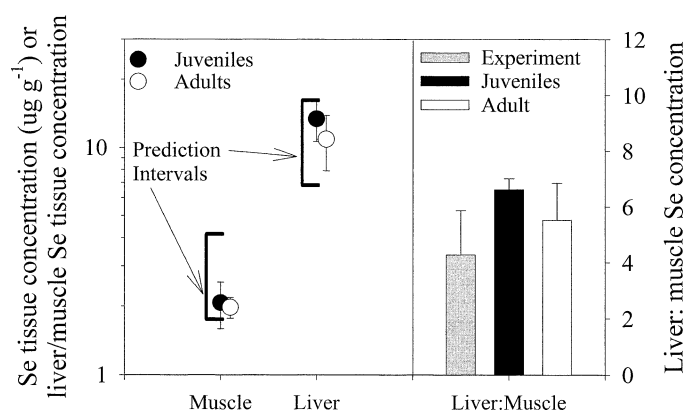 Se tissue concentration (ug g⁻¹) or
liver/muscle Se tissue concentration
10
1
Juveniles
Adults
Prediction
Intervals
Muscle
Liver
Experiment
Juveniles
Adult
Liver:Muscle
12
10
8
6
4
2
0
Liver: muscle Se concentration